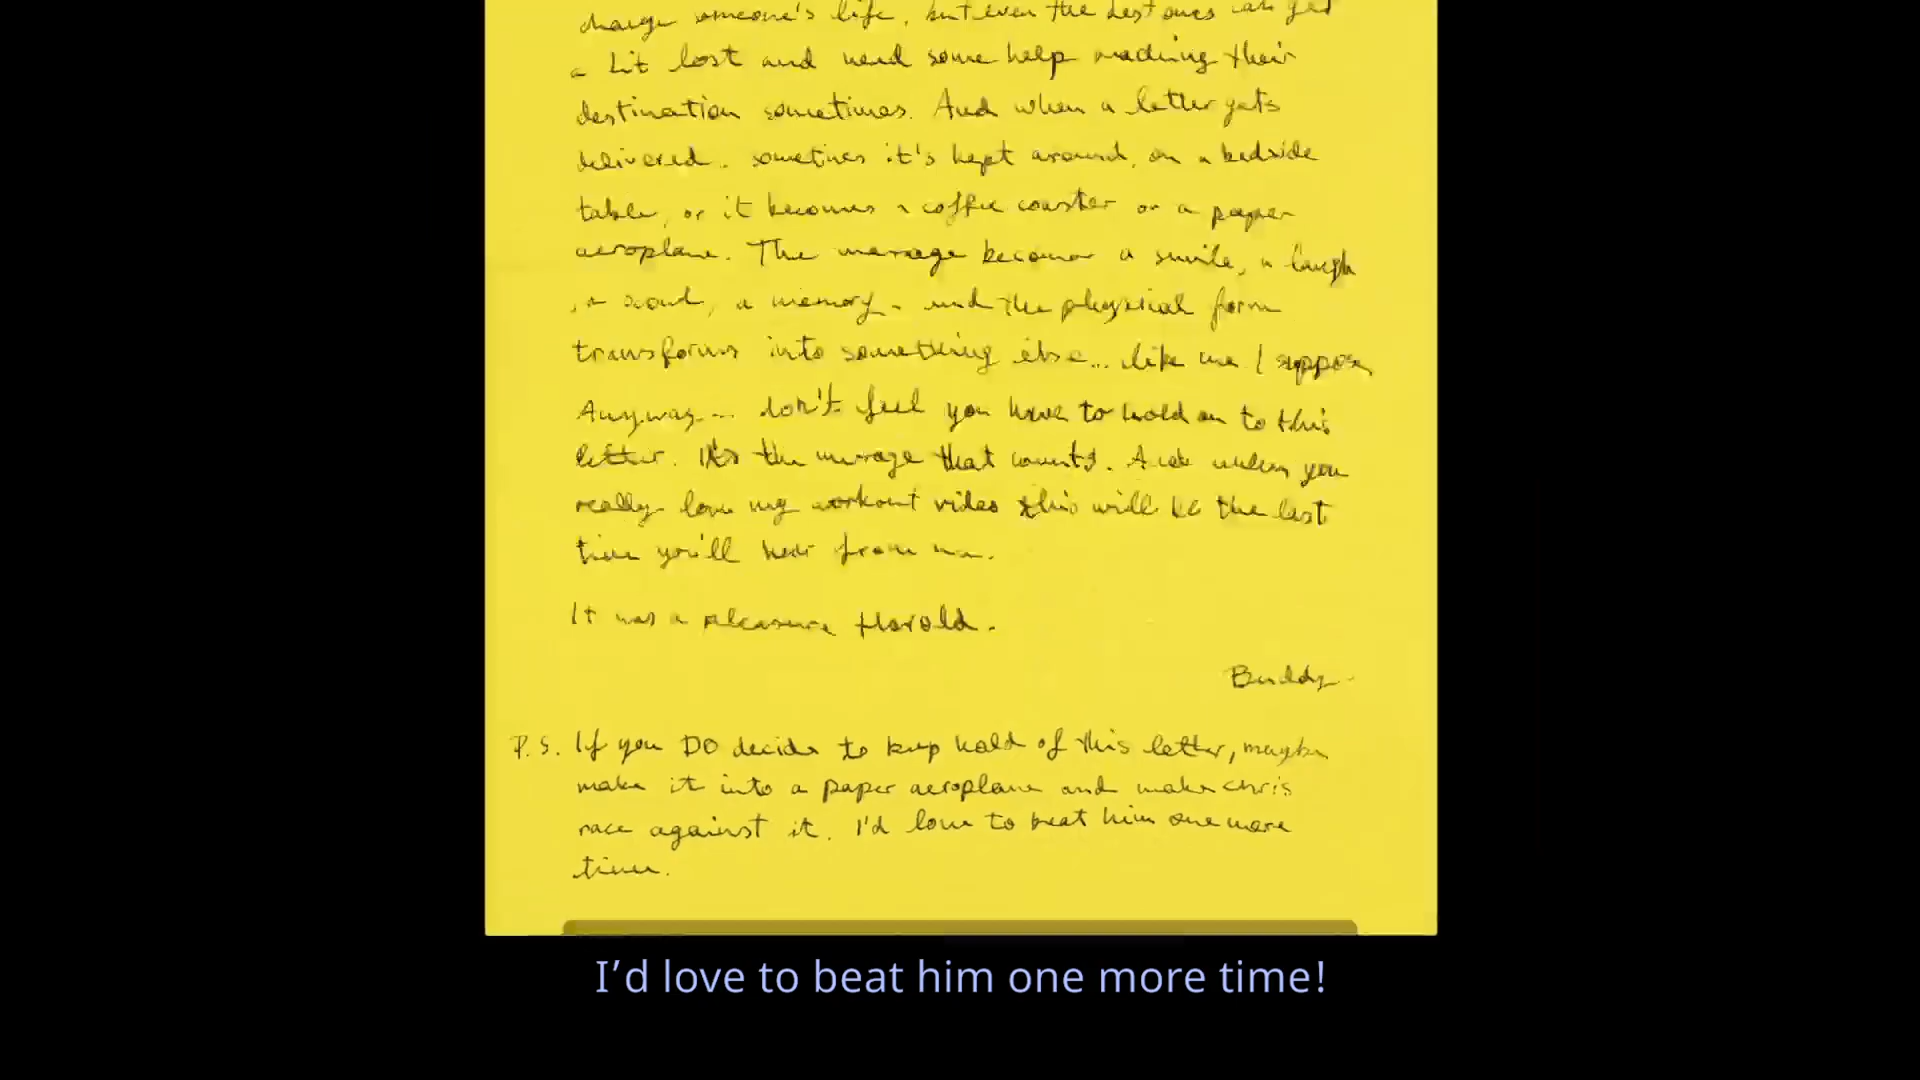 change someone's life, but even the best ones can get
a bit lost and need some help reaching their
destination sometimes. And when a letter gets
delivered. sometimes it's kept around, on a bedside
table, or it becomes a coffee coaster or a paper
aeroplane. The message becomes a smile, a laugh
, a sound, a memory - and the physical form
transforms into something else... like me I suppose
Anyway... don't feel you have to hold on to this
letter. It's the message that counts. And unless you
really love my workout video this will be the last
time you'll hear from me.
It was a pleasure Harold.
Buddy.
P.S. If you DO decide to keep hold of this letter, maybe
make it into a paper aeroplane and make chris
race against it. I'd love to beat him one more
time.
I'd love to beat him one more time!